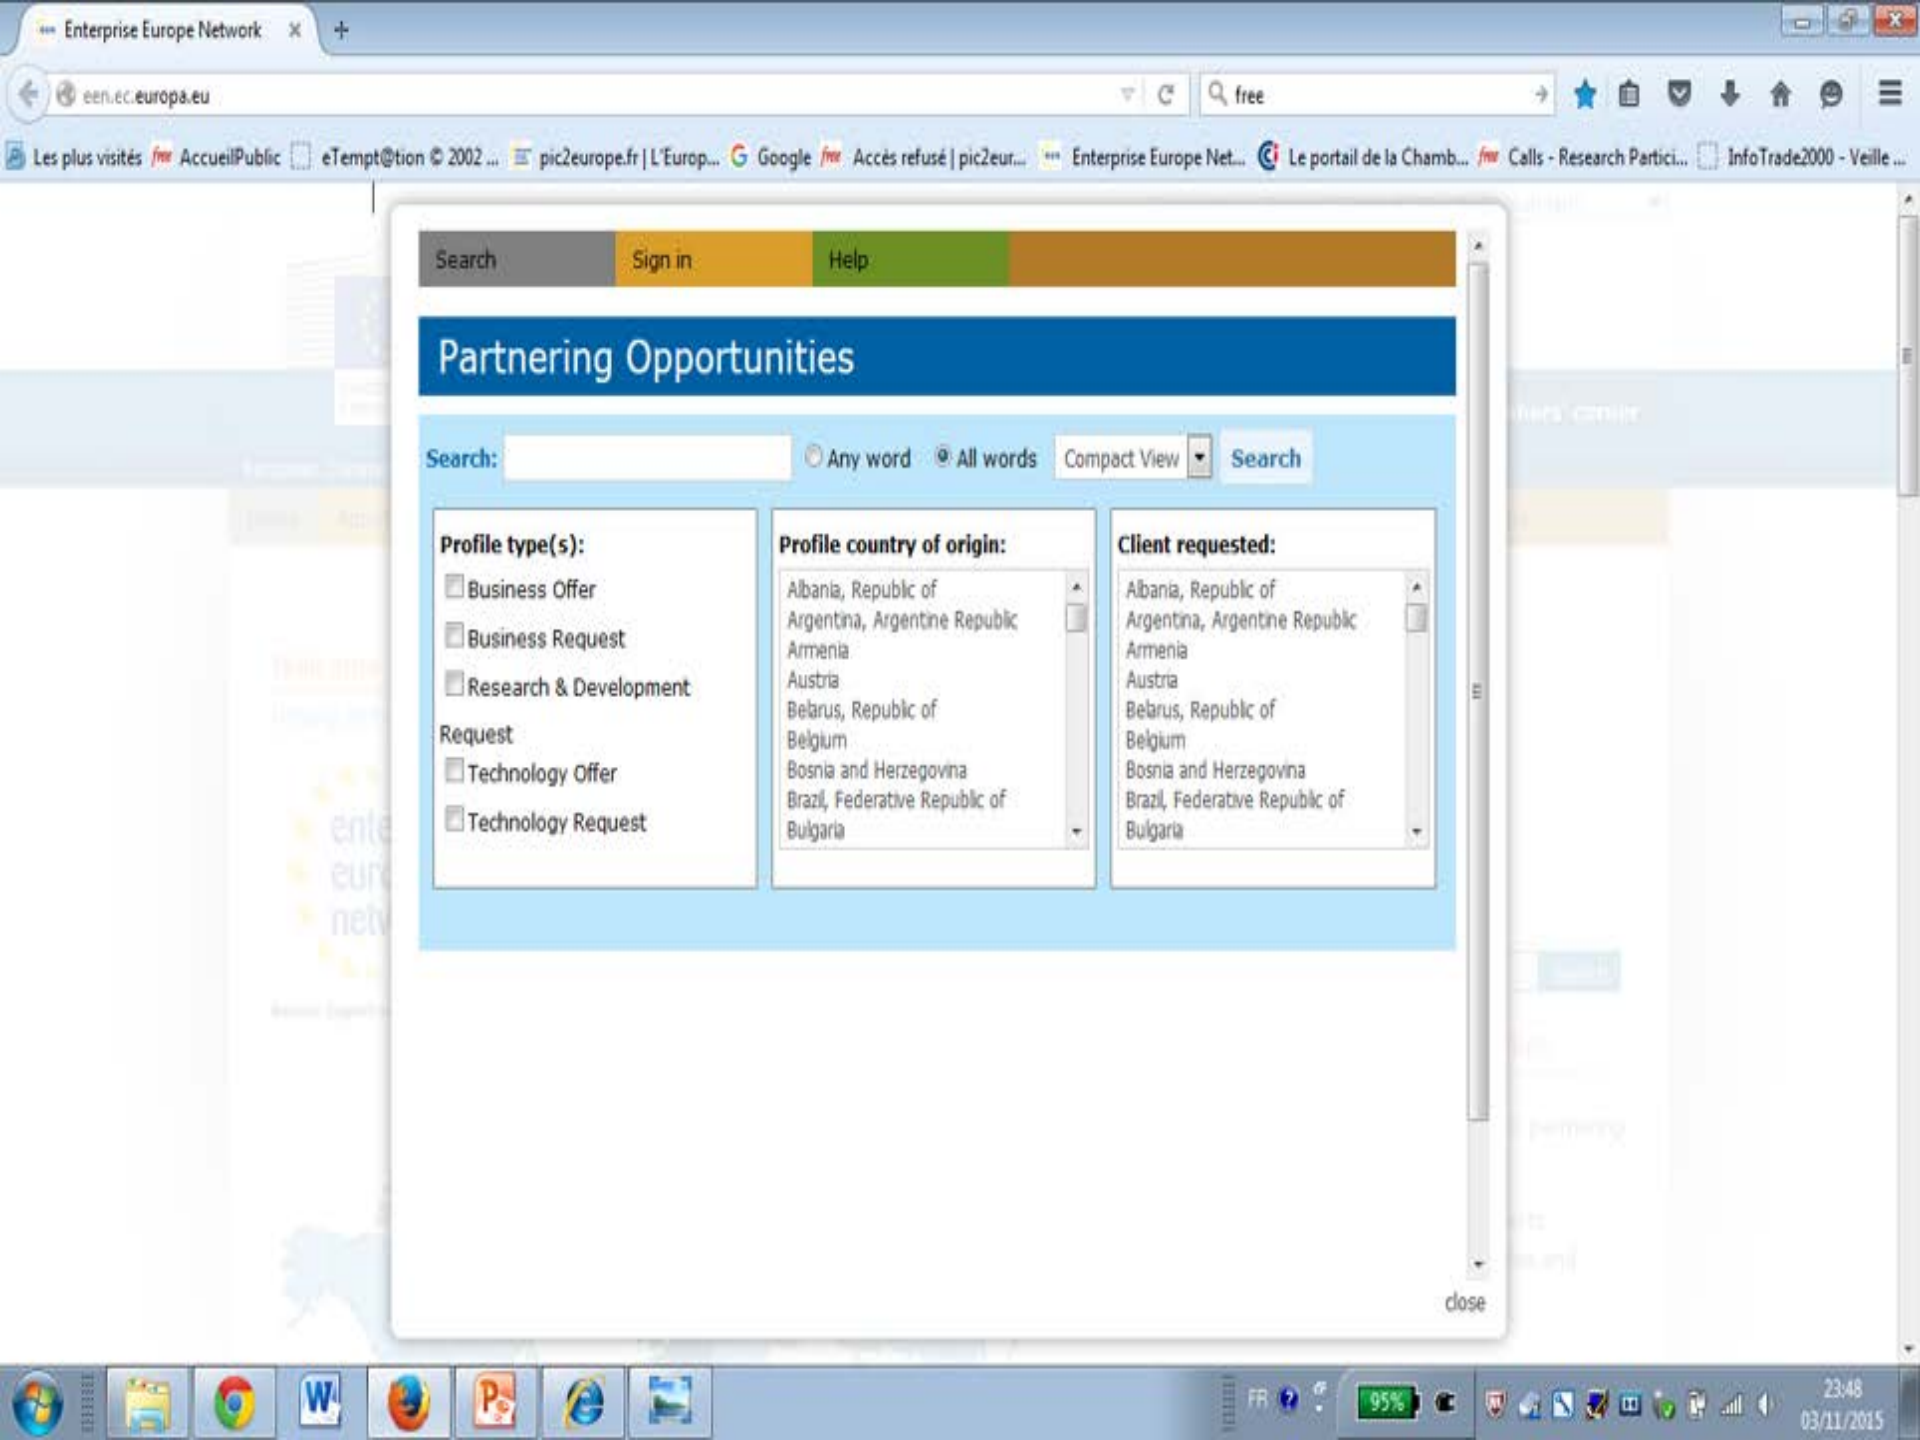 Enterprise Europe Network
een.ec.europa.eu
free
Les plus visités
AccueilPublic
eTempt@tion © 2002 ...
pic2europe.fr | L'Europ...
Google
Accès refusé | pic2eur...
Enterprise Europe Net...
Le portail de la Chamb...
Calls - Research Partici...
InfoTrade2000 - Veille ...
Search
Sign in
Help
Partnering Opportunities
Search:
Any word
All words
Compact View
Search
Profile type(s):
Business Offer
Business Request
Research & Development
Request
Technology Offer
Technology Request
Profile country of origin:
Albania, Republic of
Argentina, Argentine Republic
Armenia
Austria
Belarus, Republic of
Belgium
Bosnia and Herzegovina
Brazil, Federative Republic of
Bulgaria
Client requested:
Albania, Republic of
Argentina, Argentine Republic
Armenia
Austria
Belarus, Republic of
Belgium
Bosnia and Herzegovina
Brazil, Federative Republic of
Bulgaria
close
FR
95%
23:48
03/11/2015